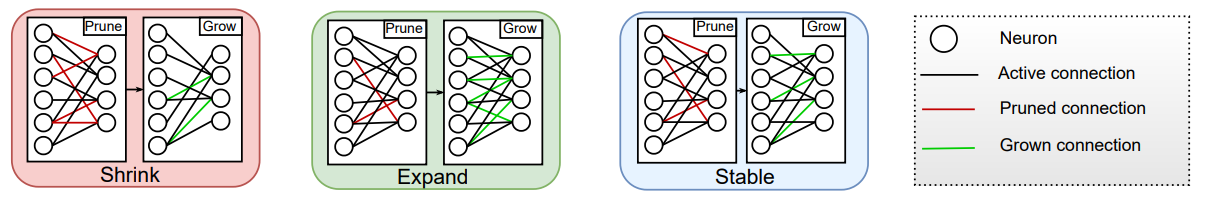 Prune
Grow
Shrink
Prune
Grow
Expand
Prune
Grow
Stable
Neuron
Active connection
Pruned connection
Grown connection